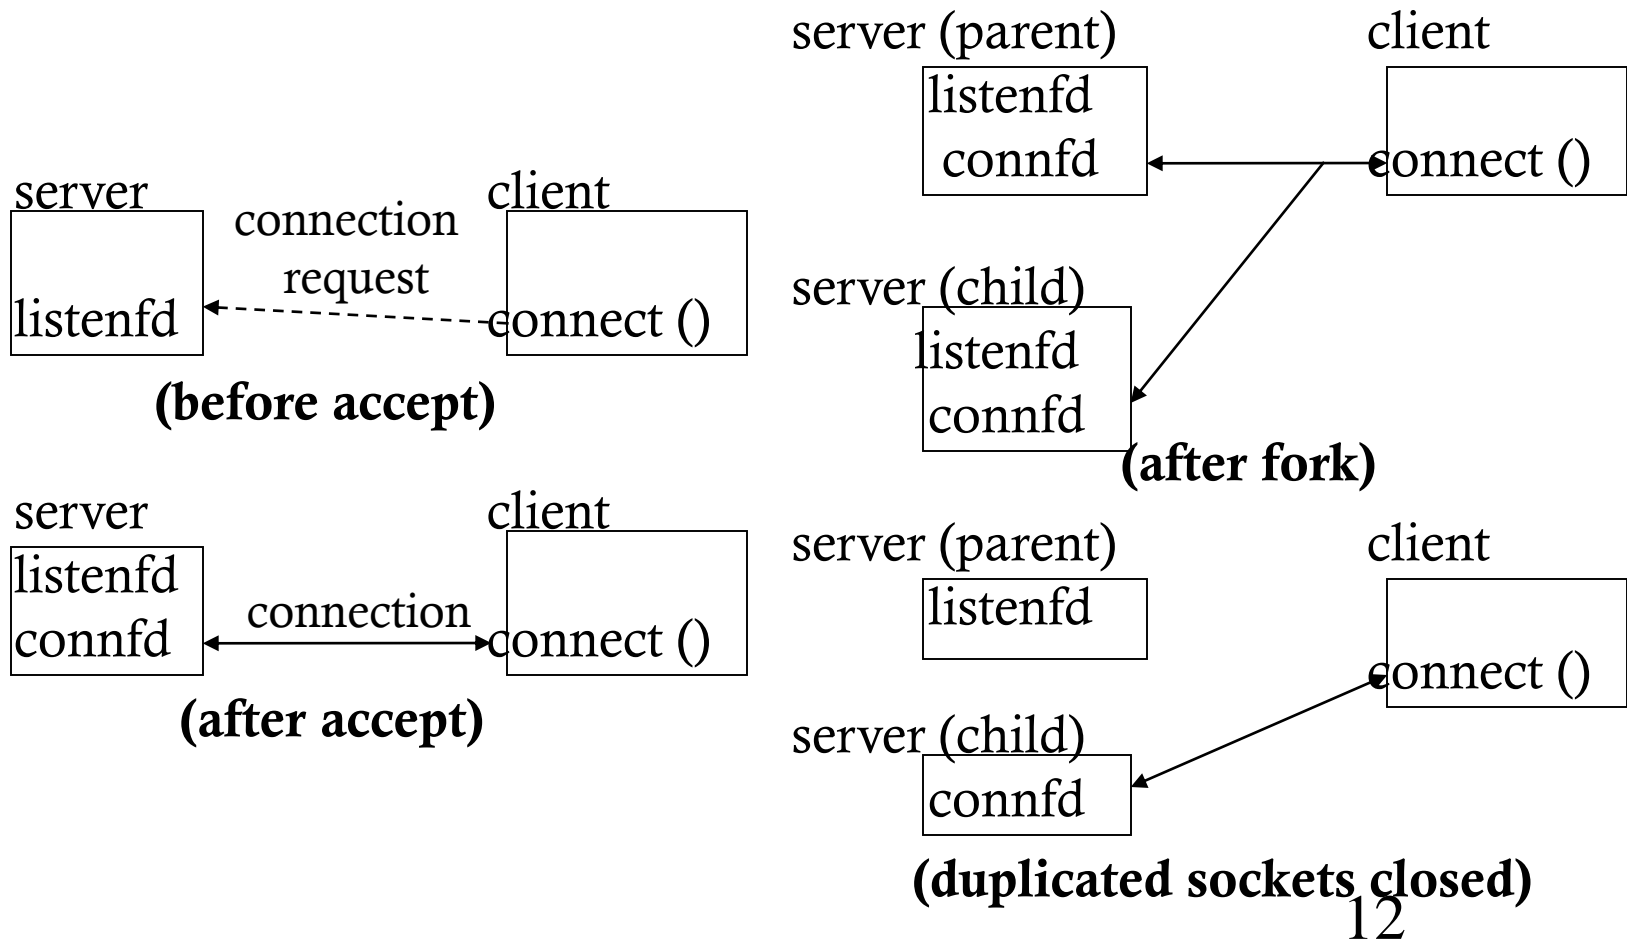 server
client
connection
request
listenfd
connect ()
(before accept)
server
client
listenfd
connfd
connection
connect ()
(after accept)
server (parent)
client
listenfd
connfd
connect ()
server (child)
listenfd
connfd
(after fork)
server (parent)
client
listenfd
connect ()
server (child)
connfd
(duplicated sockets closed)
12